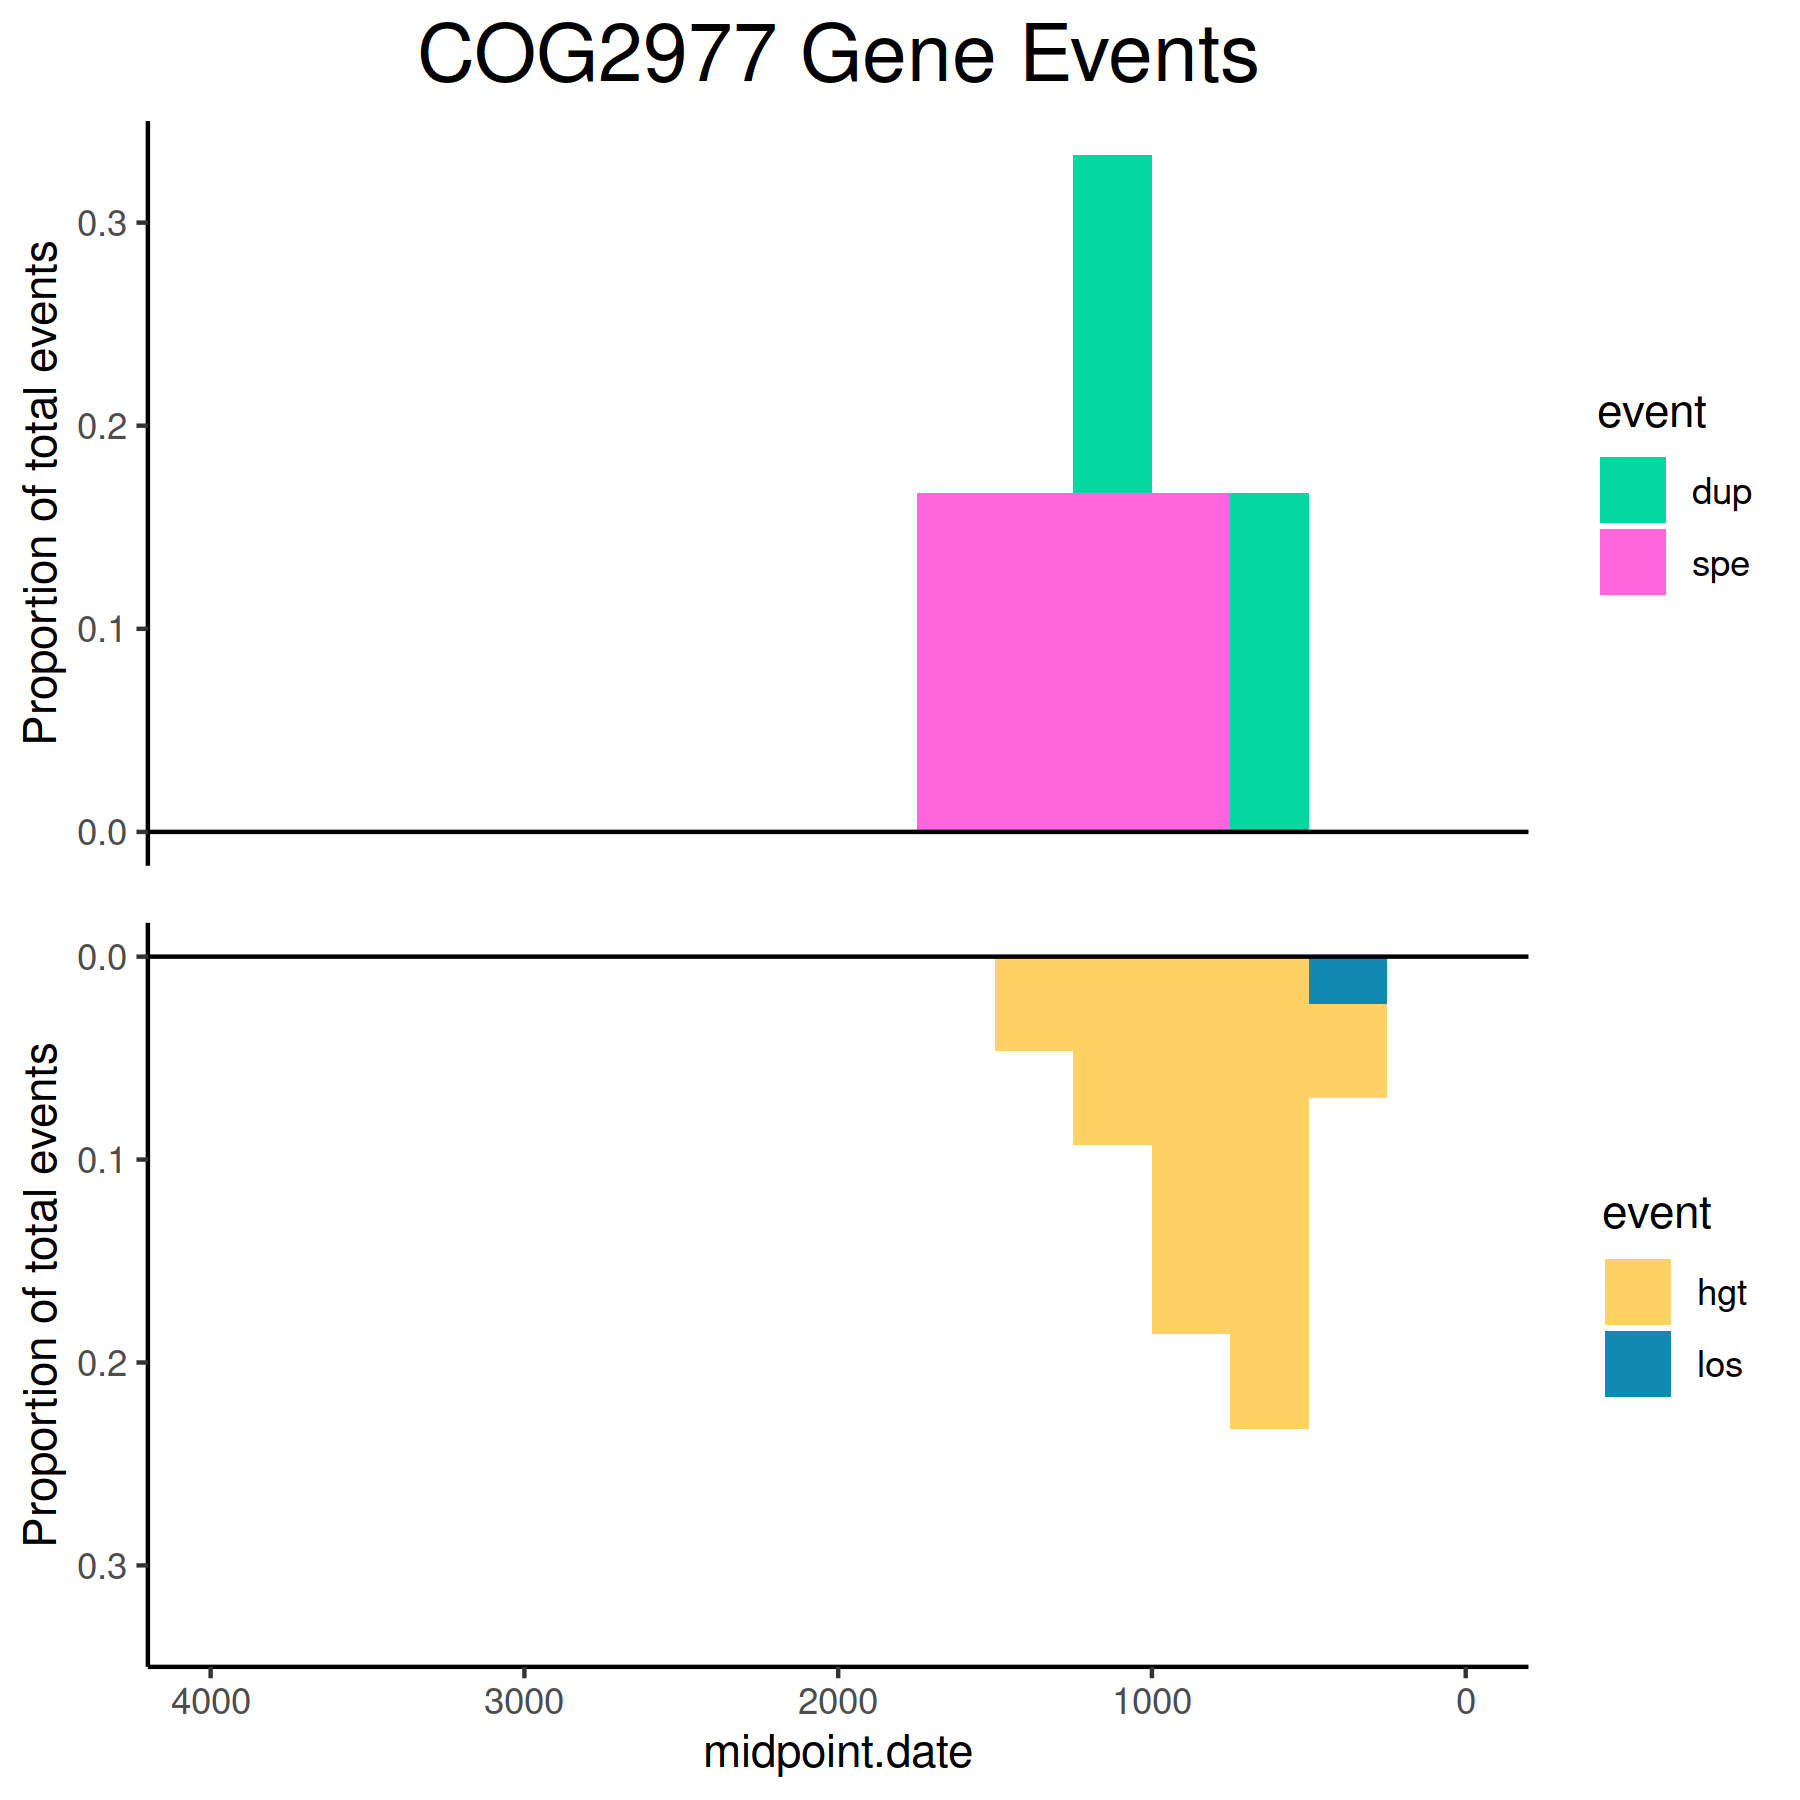 COG2977 Gene Events
Proportion of total events
0.3
0.2
0.1
0.0
event
dup
spe
Proportion of total events
0.0
0.1
0.2
0.3
event
hgt
los
4000 3000 2000 1000 0
midpoint.date